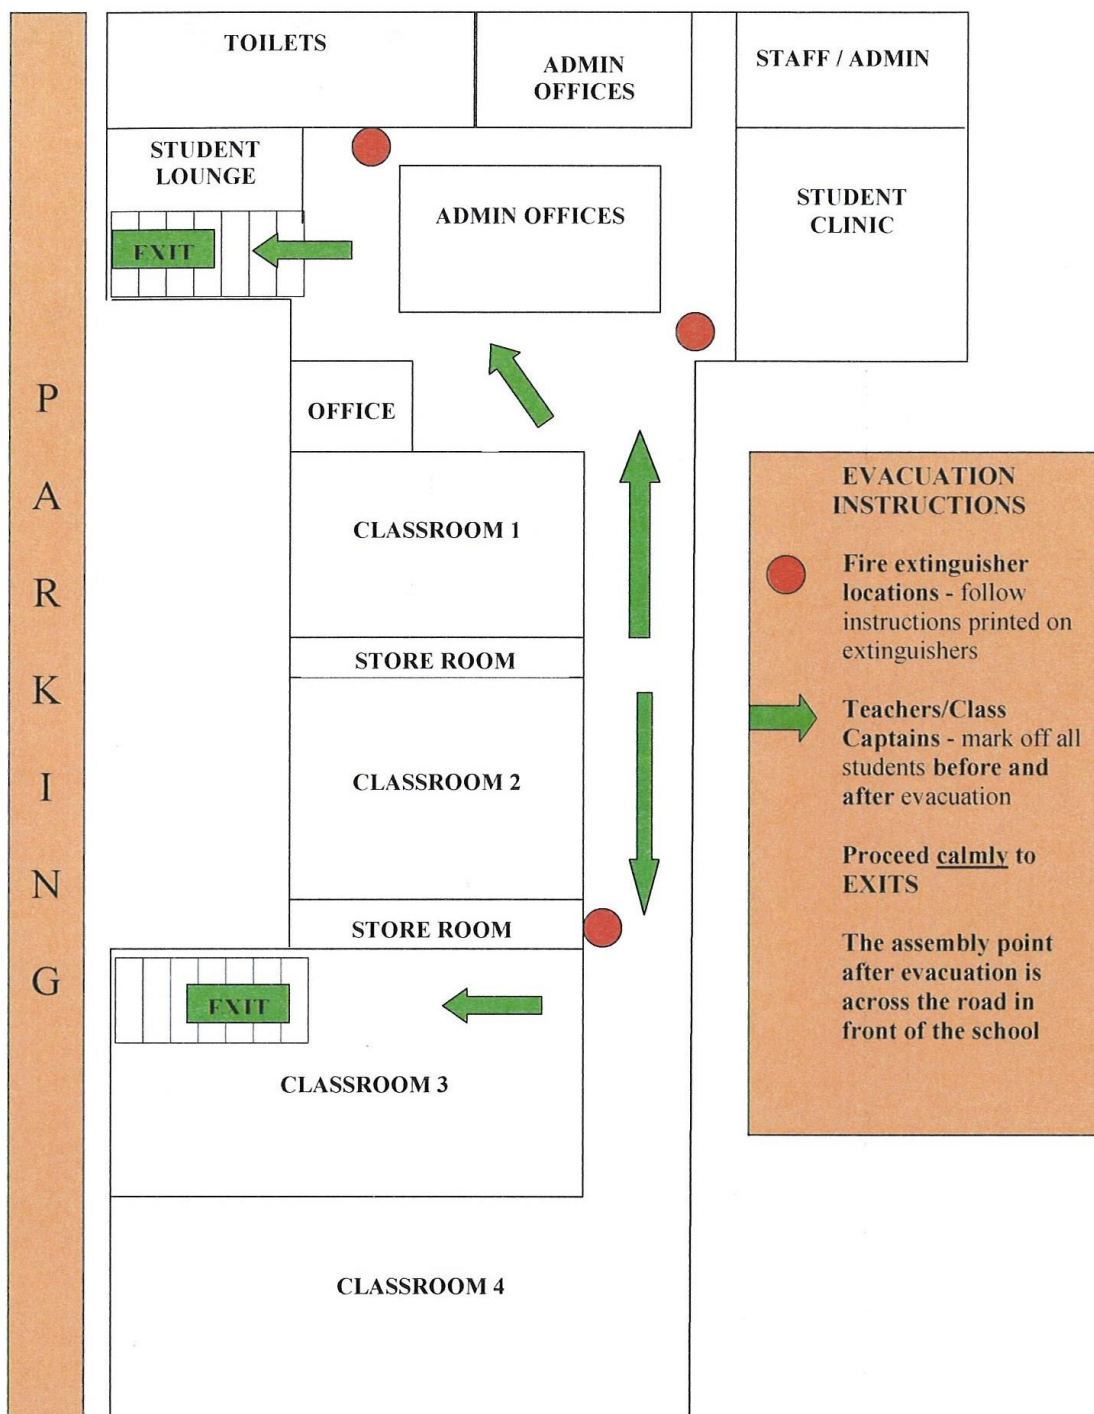 TOILETS
ADMIN
OFFICES
STAFF / ADMIN
STUDENT
LOUNGE
ADMIN OFFICES
STUDENT
CLINIC
EXIT
OFFICE
CLASSROOM 1
STORE ROOM
CLASSROOM 2
STORE ROOM
EXIT
CLASSROOM 3
CLASSROOM 4
P
A
R
K
I
N
G
EVACUATION
INSTRUCTIONS
Fire extinguisher
locations - follow
instructions printed on
extinguishers
Teachers/Class
Captains - mark off all
students before and
after evacuation
Proceed calmly to
EXITS
The assembly point
after evacuation is
across the road in
front of the school